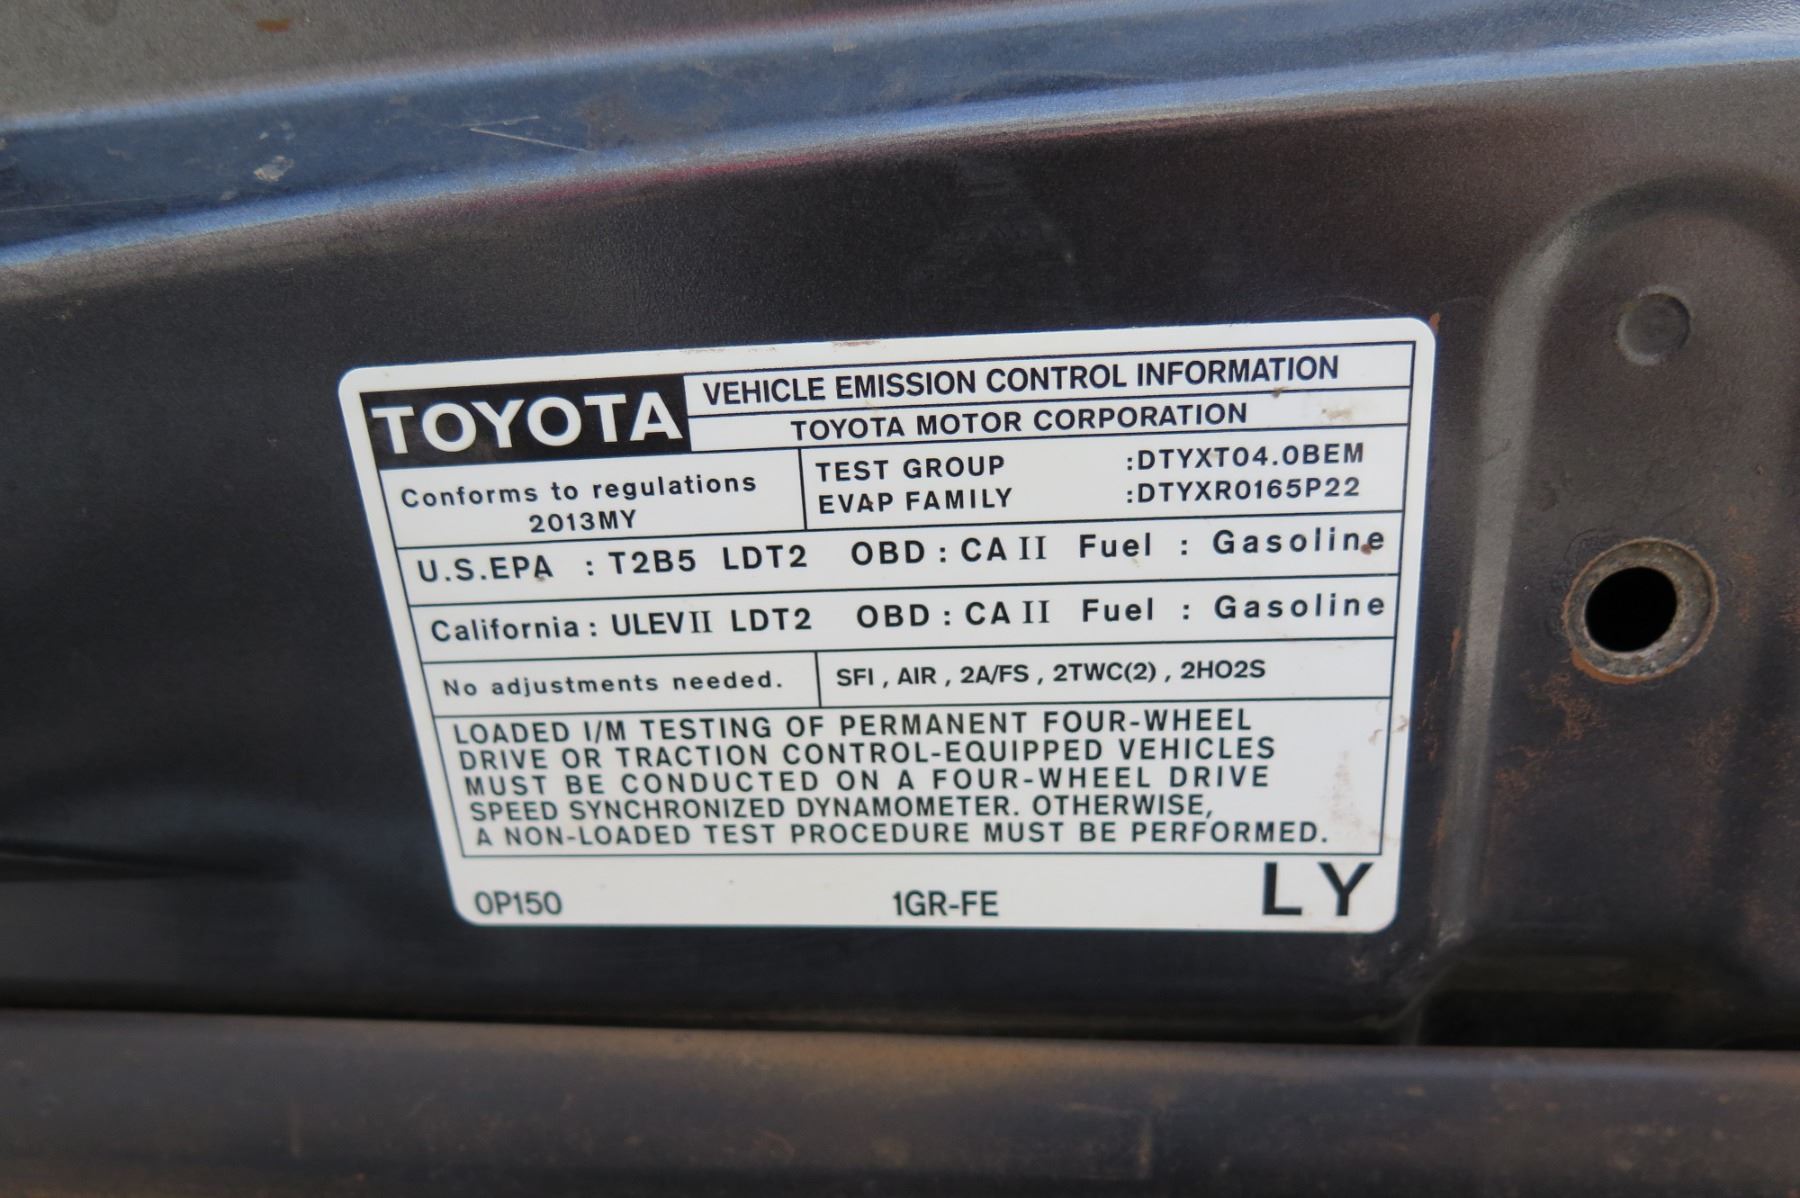 TOYOTA
VEHICLE EMISSION CONTROL INFORMATION
TOYOTA MOTOR CORPORATION
Conforms to regulations
2013MY
TEST GROUP :DTYXT04.0BEM
EVAP FAMILY :DTYXR0165P22
U.S.EPA : T2B5 LDT2 OBD : CA II Fuel : Gasoline
California : ULEV II LDT2 OBD : CA II Fuel : Gasoline
No adjustments needed.
SFI , AIR , 2A/FS , 2TWC(2) , 2HO2S
LOADED I/M TESTING OF PERMANENT FOUR-WHEEL
DRIVE OR TRACTION CONTROL-EQUIPPED VEHICLES
MUST BE CONDUCTED ON A FOUR-WHEEL DRIVE
SPEED SYNCHRONIZED DYNAMOMETER. OTHERWISE,
A NON-LOADED TEST PROCEDURE MUST BE PERFORMED.
0P150 1GR-FE LY